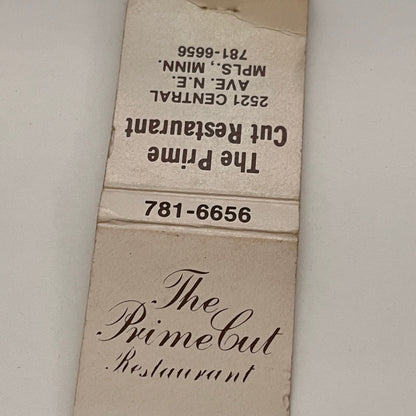 The Prime
Cut Restaurant
2521 CENTRAL
AVE. N.E.
MPLS., MINN.
781-6656
781-6656
The
Prime Cut
Restaurant